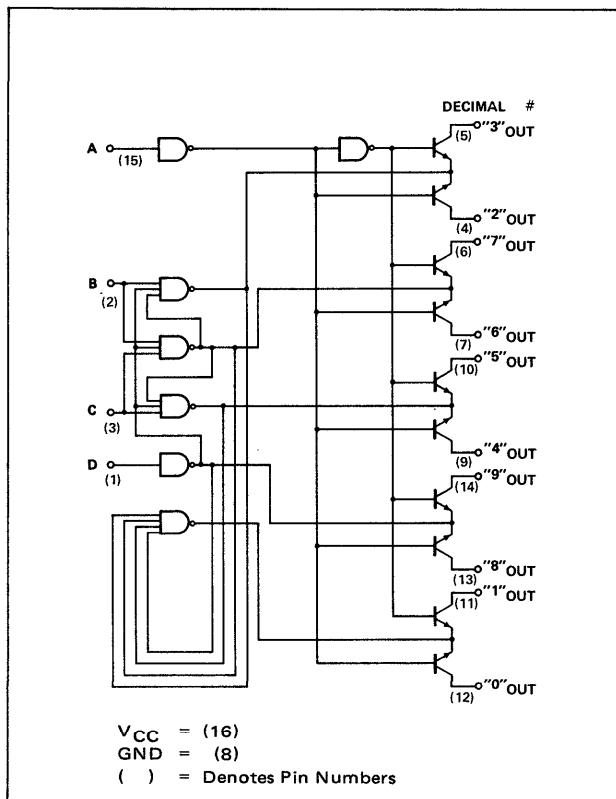 DECIMAL #
(5) "3"OUT
A (15)
(4) "2"OUT
(6) "7"OUT
B (2)
(7) "6"OUT
(10) "5"OUT
C (3)
(9) "4"OUT
D (1)
(14) "9"OUT
(13) "8"OUT
(11) "1"OUT
(12) "0"OUT
VCC = (16)
GND = (8)
( ) = Denotes Pin Numbers